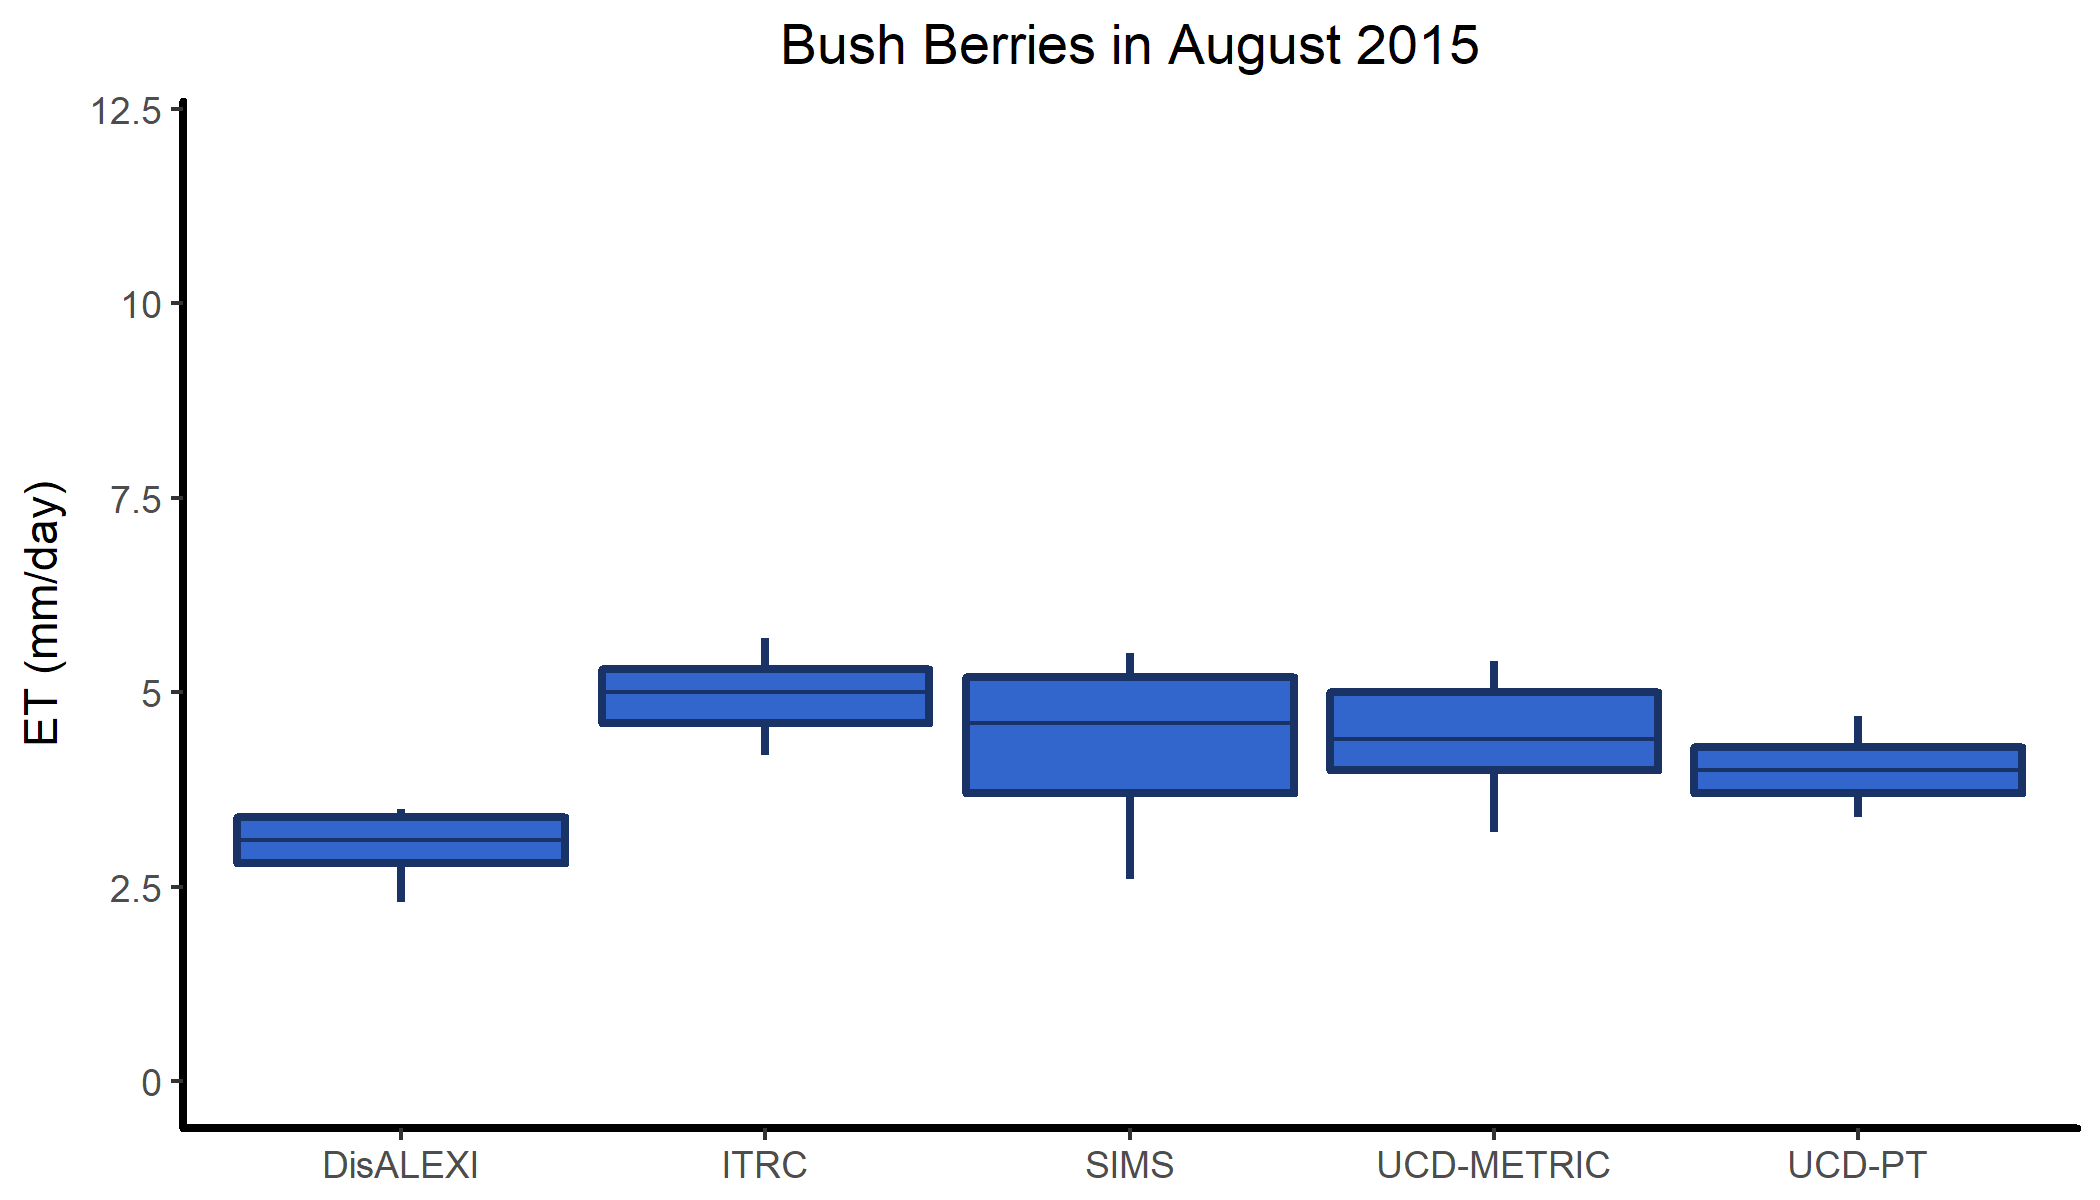 Bush Berries in August 2015
12.5
10
7.5
5
2.5
0
ET (mm/day)
DisALEXI ITRC SIMS UCD-METRIC UCD-PT